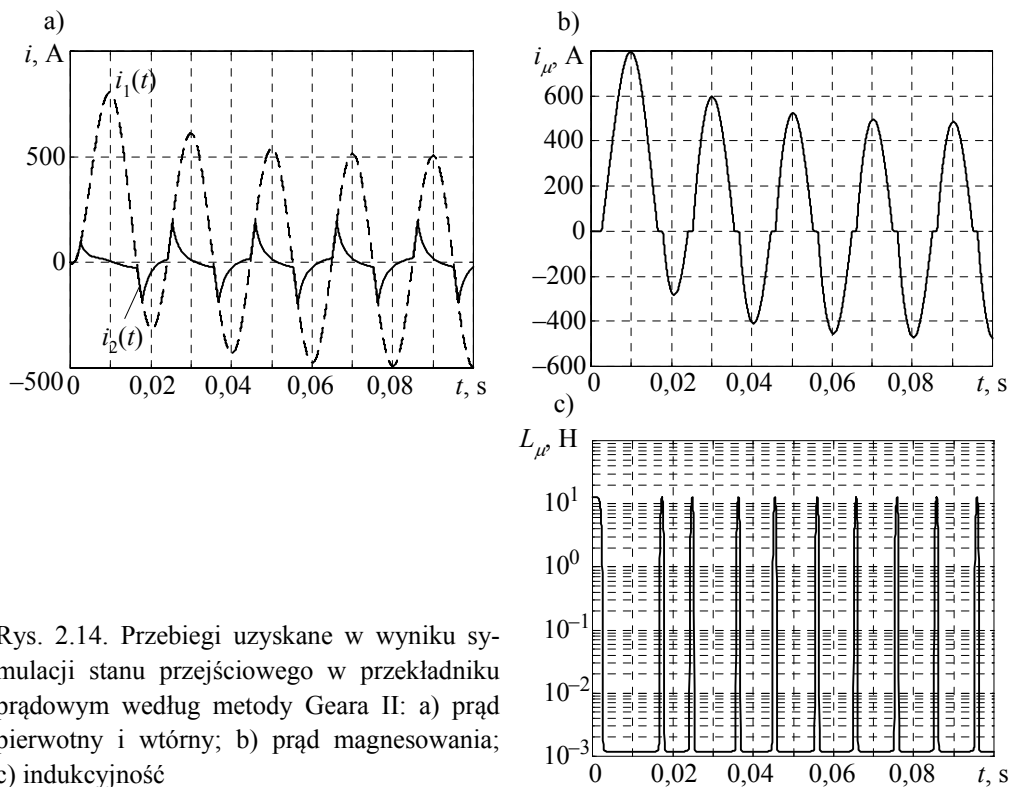 a)
i, A
i₁(t)
500
0
i₂(t)
–500
0 0,02 0,04 0,06 0,08 t, s
b)
iμ, A
600
400
200
0
–200
–400
–600
0 0,02 0,04 0,06 0,08 t, s
c)
Lμ, H
10¹
10⁰
10⁻¹
10⁻²
10⁻³
0 0,02 0,04 0,06 0,08 t, s
Rys. 2.14. Przebiegi uzyskane w wyniku sy-
mulacji stanu przejściowego w przekładniku
prądowym według metody Geara II: a) prąd
pierwotny i wtórny; b) prąd magnesowania;
c) indukcyjność